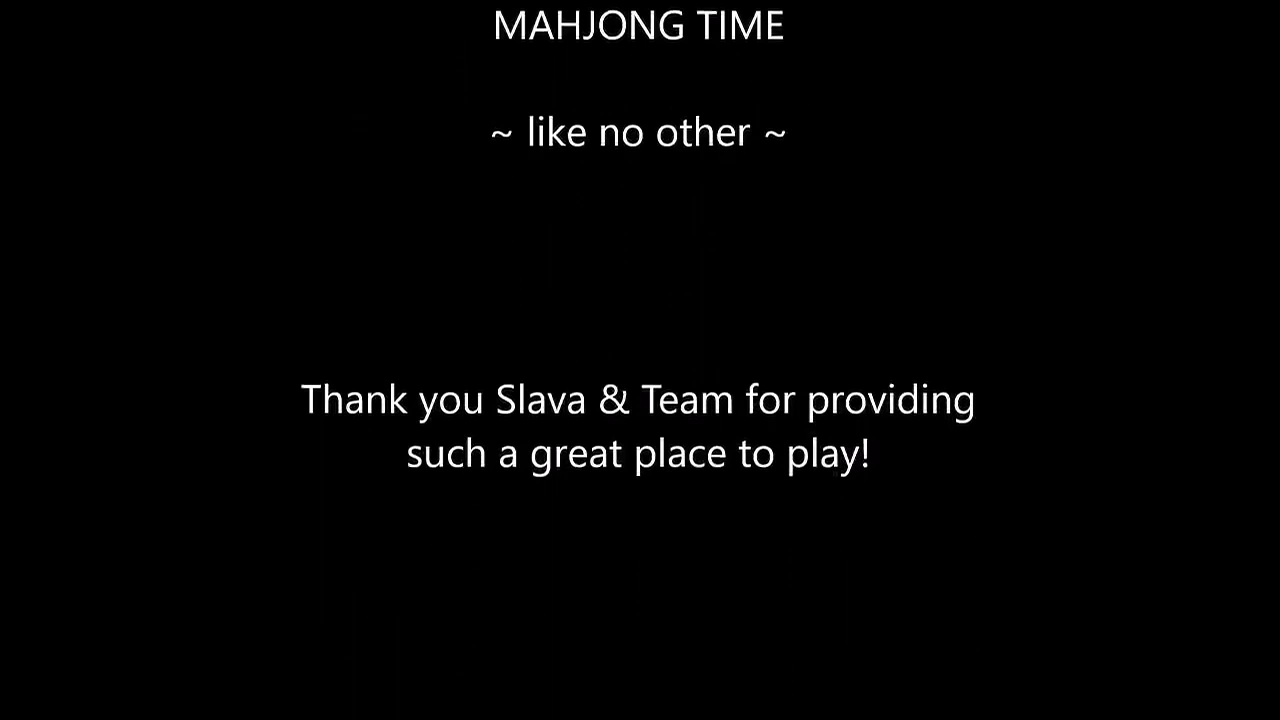 MAHJONG TIME
~ like no other ~
Thank you Slava & Team for providing
such a great place to play!